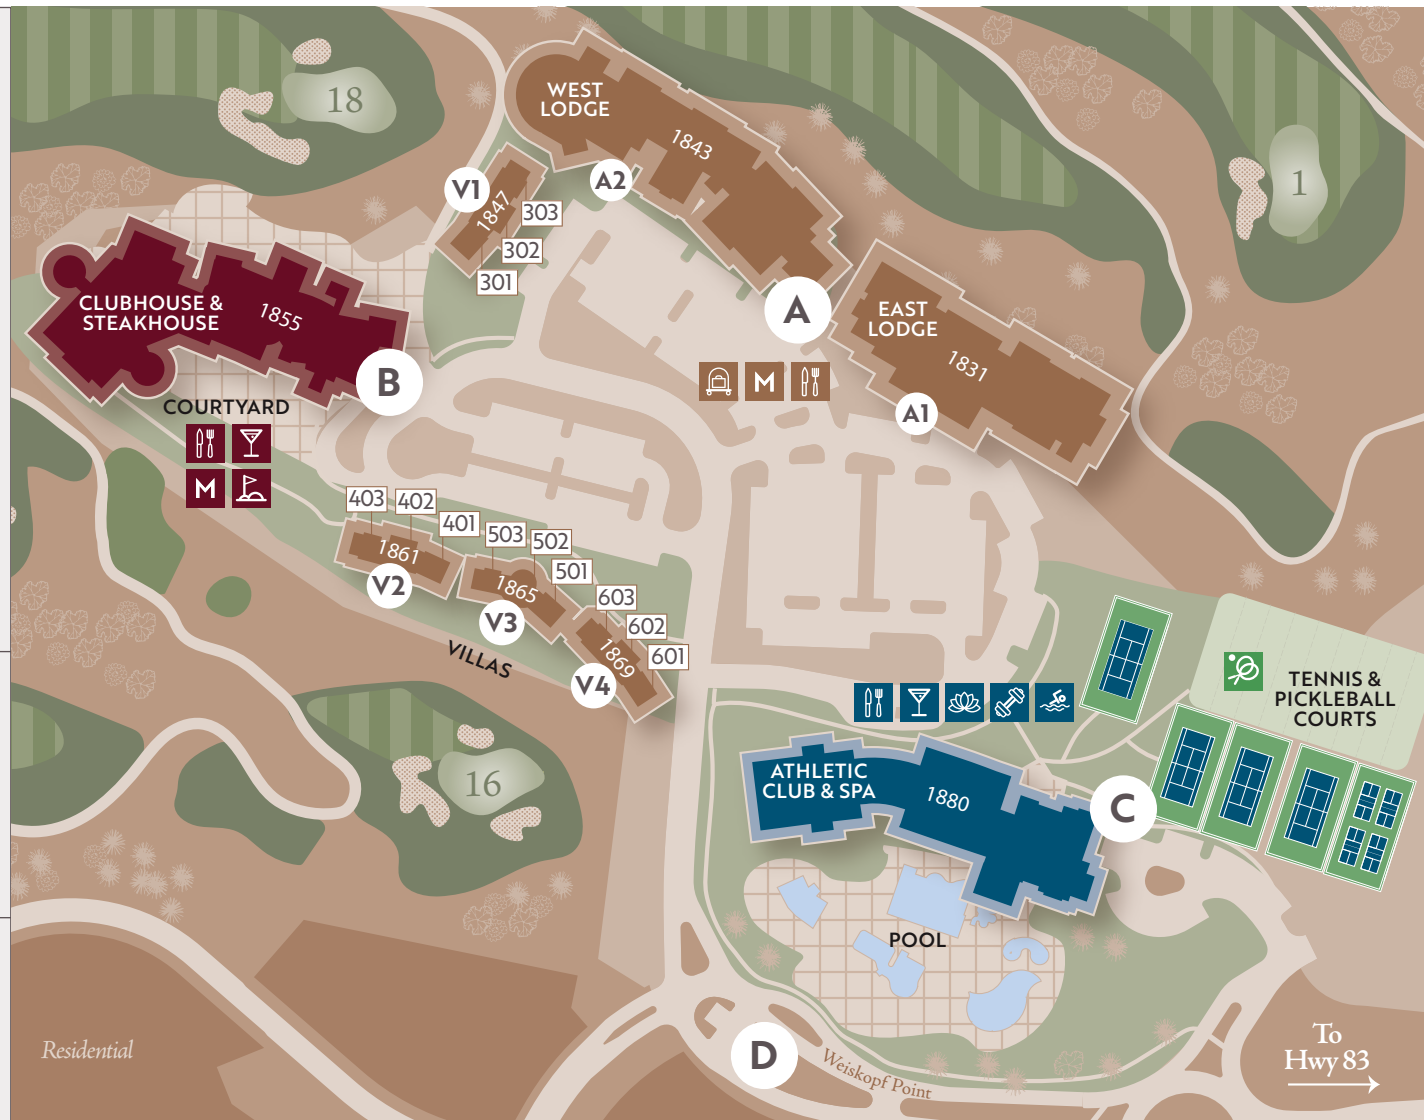 18
WEST
LODGE
1843
1
V1
A2
1847
303
302
301
CLUBHOUSE &
STEAKHOUSE
1855
A
EAST
LODGE
1831
B
M
A1
COURTYARD
M
403
402
401
503
502
501
603
602
601
1861
V2
1865
V3
1869
V4
VILLAS
TENNIS &
PICKLEBALL
COURTS
16
ATHLETIC
CLUB & SPA
1880
C
POOL
Residential
D
Weiskopf Point
To
Hwy 83